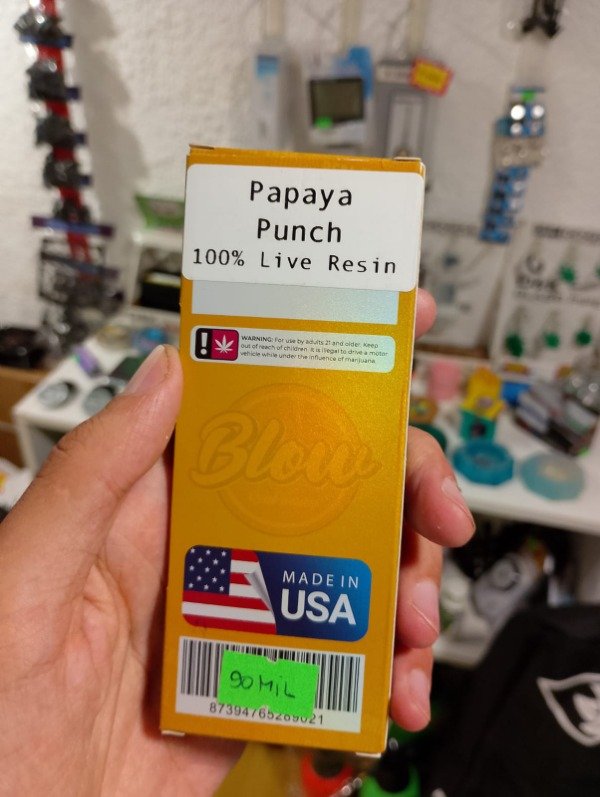 Papaya
Punch
100% Live Resin
WARNING: For use by adults 21 and older. Keep
out of reach of children. It is illegal to drive a motor
vehicle while under the influence of marijuana.
Blow
MADE IN
USA
90 MIL